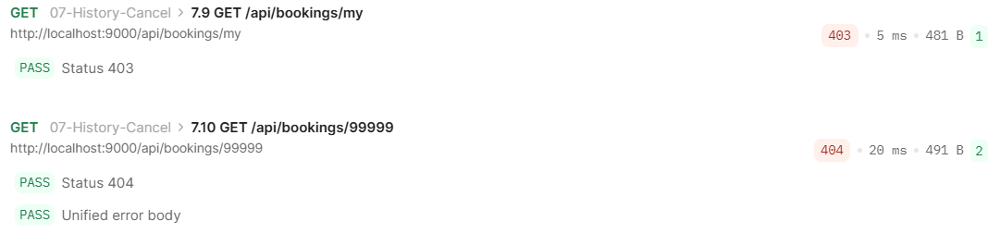 GET 07-History-Cancel > 7.9 GET /api/bookings/my
http://localhost:9000/api/bookings/my
403 • 5 ms • 481 B 1
PASS Status 403
GET 07-History-Cancel > 7.10 GET /api/bookings/99999
http://localhost:9000/api/bookings/99999
404 • 20 ms • 491 B 2
PASS Status 404
PASS Unified error body